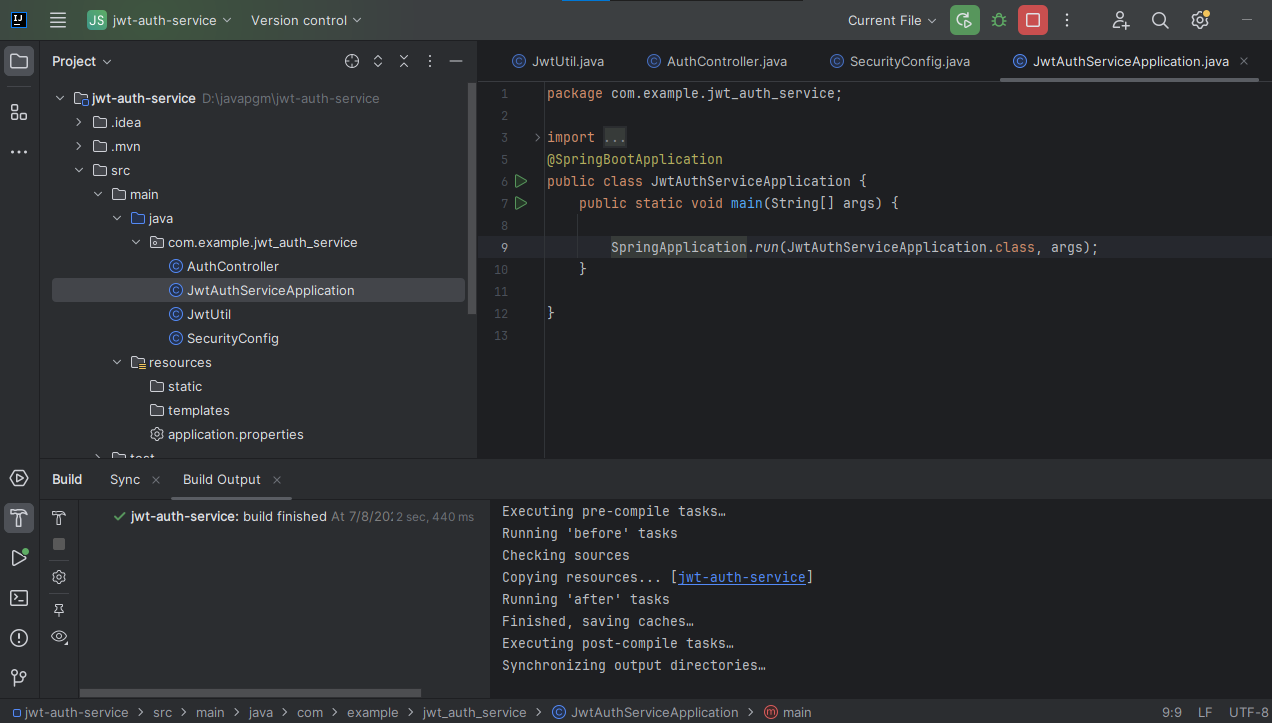 IJ
JS jwt-auth-service Version control Current File
Project
jwt-auth-service D:\javapgm\jwt-auth-service
.idea
.mvn
src
main
java
com.example.jwt_auth_service
AuthController
JwtAuthServiceApplication
JwtUtil
SecurityConfig
resources
static
templates
application.properties
test
JwtUtil.java AuthController.java SecurityConfig.java JwtAuthServiceApplication.java
1 package com.example.jwt_auth_service;
2
3 import ...
5 @SpringBootApplication
6 public class JwtAuthServiceApplication {
7 public static void main(String[] args) {
8
9 SpringApplication.run(JwtAuthServiceApplication.class, args);
10 }
11
12 }
13
Build Sync Build Output
jwt-auth-service: build finished At 7/8/20 2 sec, 440 ms
Executing pre-compile tasks…
Running 'before' tasks
Checking sources
Copying resources... [jwt-auth-service]
Running 'after' tasks
Finished, saving caches…
Executing post-compile tasks…
Synchronizing output directories…
jwt-auth-service > src > main > java > com > example > jwt_auth_service > JwtAuthServiceApplication > main 9:9 LF UTF-8